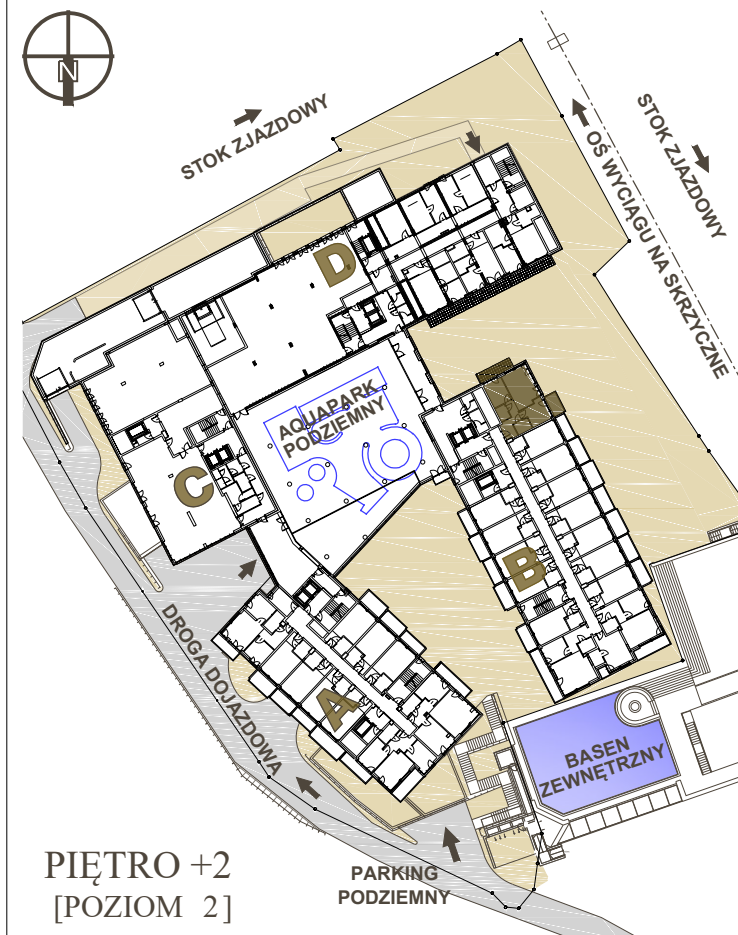 N
STOK ZJAZDOWY
STOK ZJAZDOWY
OŚ WYCIĄGU NA SKRZYCZNE
D
AQUAPARK
PODZIEMNY
C
B
A
DROGA DOJAZDOWA
BASEN
ZEWNĘTRZNY
PARKING
PODZIEMNY
PIĘTRO +2
[POZIOM 2]